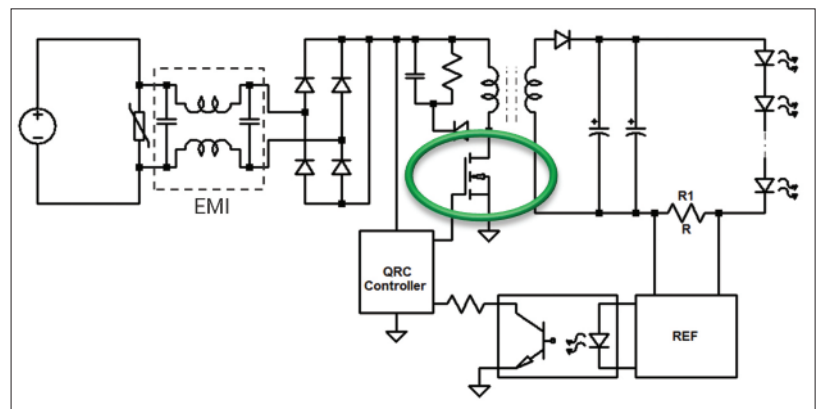 EMI
QRC
Controller
R1
R
REF